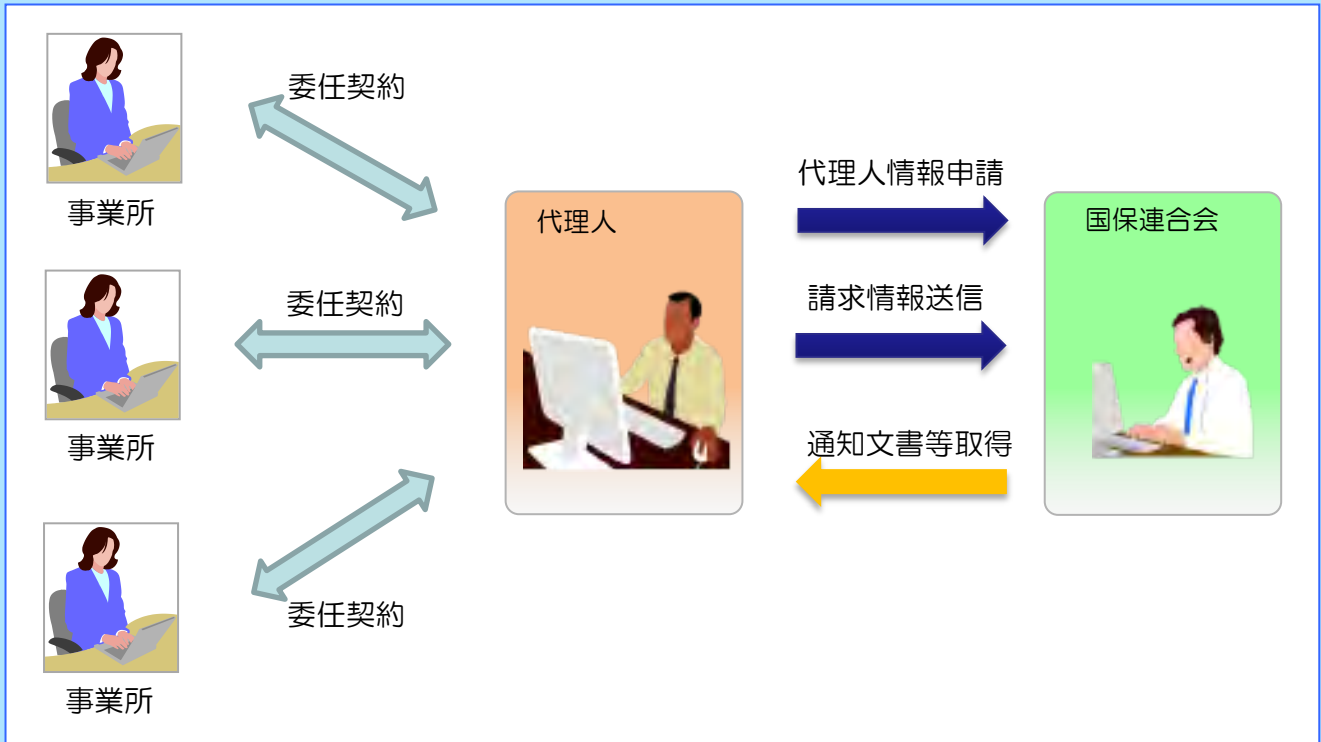 委任契約
事業所
委任契約
事業所
委任契約
事業所
代理人
代理人情報申請
請求情報送信
通知文書等取得
国保連合会